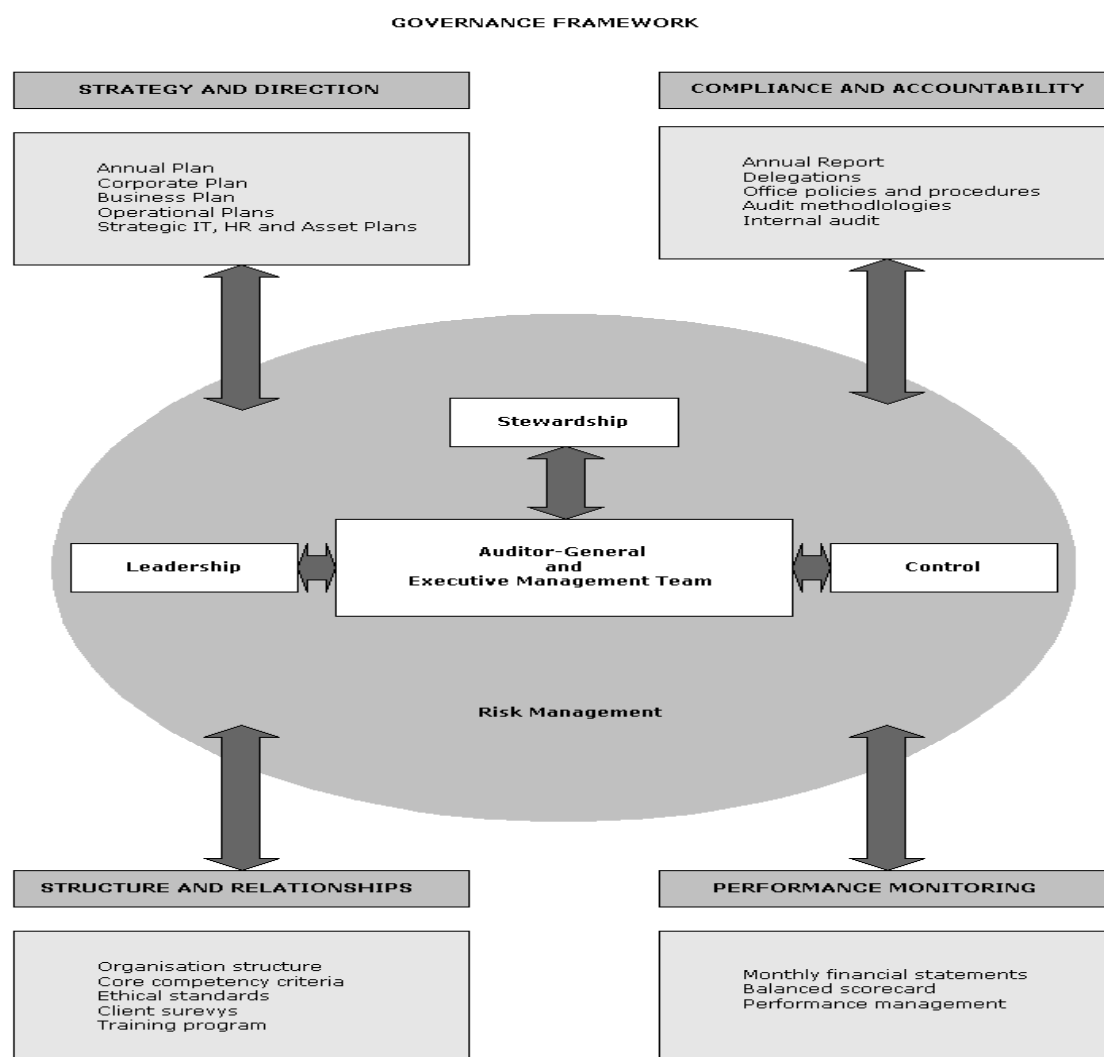 GOVERNANCE FRAMEWORK
STRATEGY AND DIRECTION
Annual Plan
Corporate Plan
Business Plan
Operational Plans
Strategic IT, HR and Asset Plans
COMPLIANCE AND ACCOUNTABILITY
Annual Report
Delegations
Office policies and procedures
Audit methodlologies
Internal audit
Stewardship
Leadership
Auditor-General
and
Executive Management Team
Control
Risk Management
STRUCTURE AND RELATIONSHIPS
Organisation structure
Core competency criteria
Ethical standards
Client surevys
Training program
PERFORMANCE MONITORING
Monthly financial statements
Balanced scorecard
Performance management